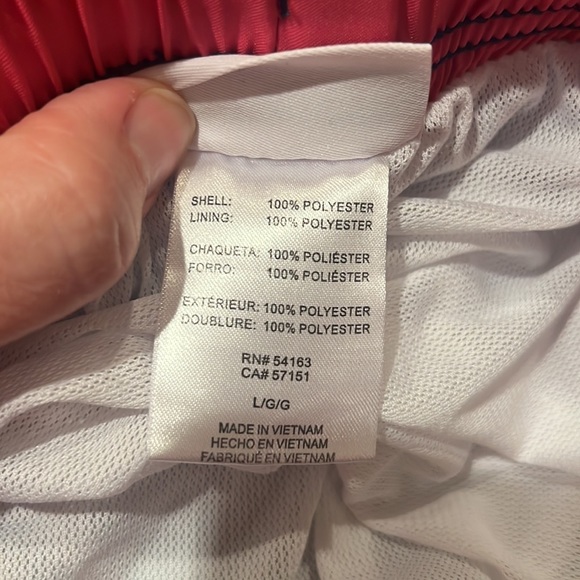 SHELL: 100% POLYESTER
LINING: 100% POLYESTER
CHAQUETA: 100% POLIÉSTER
FORRO: 100% POLIÉSTER
EXTÉRIEUR: 100% POLYESTER
DOUBLURE: 100% POLYESTER
RN# 54163
CA# 57151
L/G/G
MADE IN VIETNAM
HECHO EN VIETNAM
FABRIQUÉ EN VIETNAM